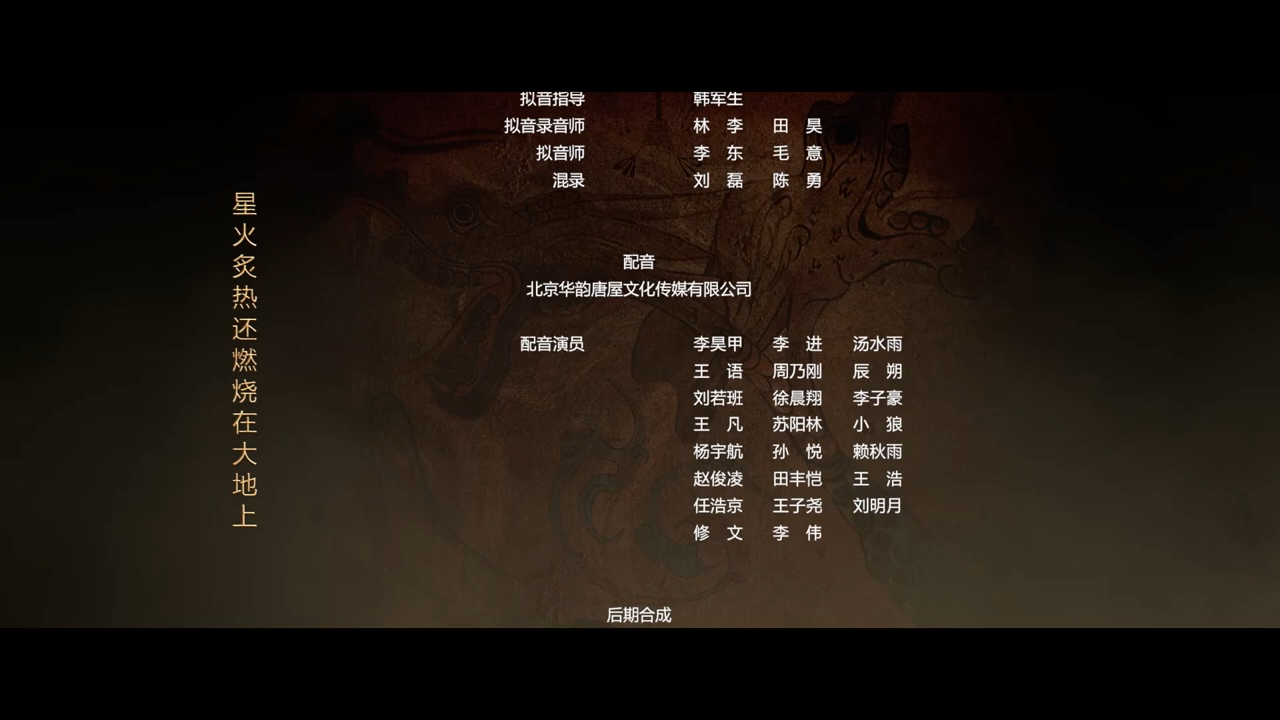 拟音指导 韩军生
拟音录音师 林 李 田 昊
拟音师 李 东 毛 意
混录 刘 磊 陈 勇
星火炙热还燃烧在大地上
配音
北京华韵唐屋文化传媒有限公司
配音演员 李昊甲 李 进 汤水雨
王 语 周乃刚 辰 朔
刘若班 徐晨翔 李子豪
王 凡 苏阳林 小 狼
杨宇航 孙 悦 赖秋雨
赵俊凌 田丰恺 王 浩
任浩京 王子尧 刘明月
修 文 李 伟
后期合成